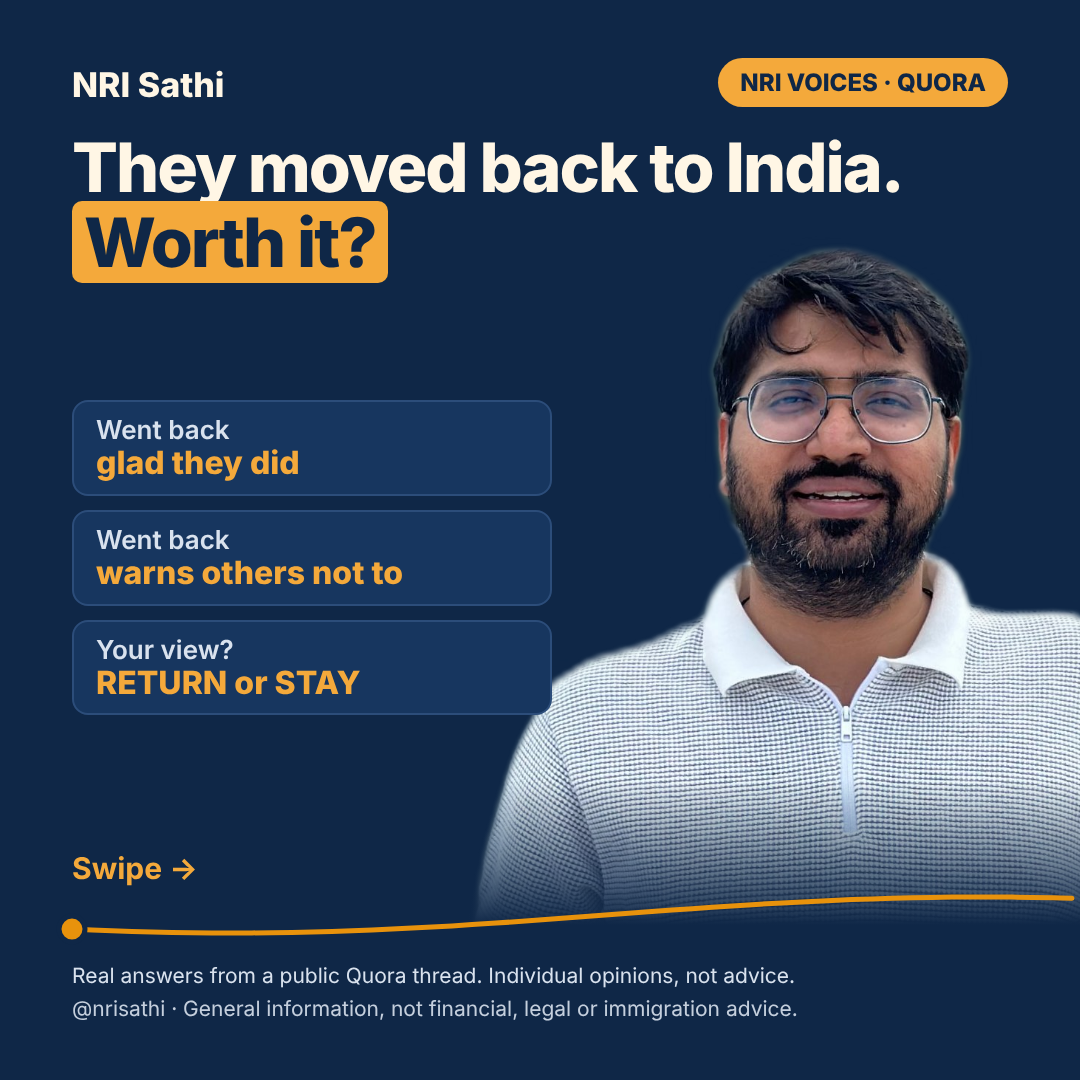 NRI Sathi
NRI VOICES · QUORA
They moved back to India.
Worth it?
Went back
glad they did
Went back
warns others not to
Your view?
RETURN or STAY
Swipe →
Real answers from a public Quora thread. Individual opinions, not advice.
@nrisathi · General information, not financial, legal or immigration advice.